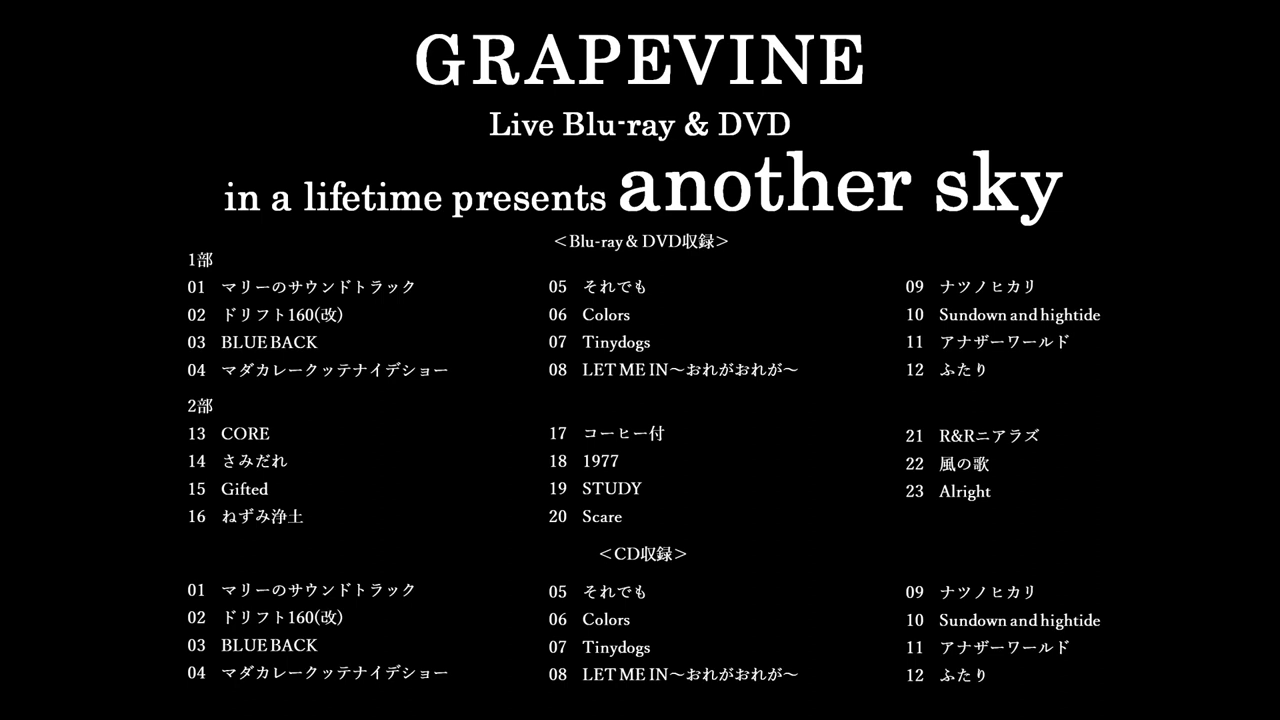 GRAPEVINE
Live Blu-ray & DVD
in a lifetime presents another sky
＜Blu-ray & DVD収録＞
1部
01 マリーのサウンドトラック
02 ドリフト160(改)
03 BLUE BACK
04 マダカレークッテナイデショー
05 それでも
06 Colors
07 Tinydogs
08 LET ME IN〜おれがおれが〜
09 ナツノヒカリ
10 Sundown and hightide
11 アナザーワールド
12 ふたり
2部
13 CORE
14 さみだれ
15 Gifted
16 ねずみ浄土
17 コーヒー付
18 1977
19 STUDY
20 Scare
21 R&Rニアラズ
22 風の歌
23 Alright
＜CD収録＞
01 マリーのサウンドトラック
02 ドリフト160(改)
03 BLUE BACK
04 マダカレークッテナイデショー
05 それでも
06 Colors
07 Tinydogs
08 LET ME IN〜おれがおれが〜
09 ナツノヒカリ
10 Sundown and hightide
11 アナザーワールド
12 ふたり